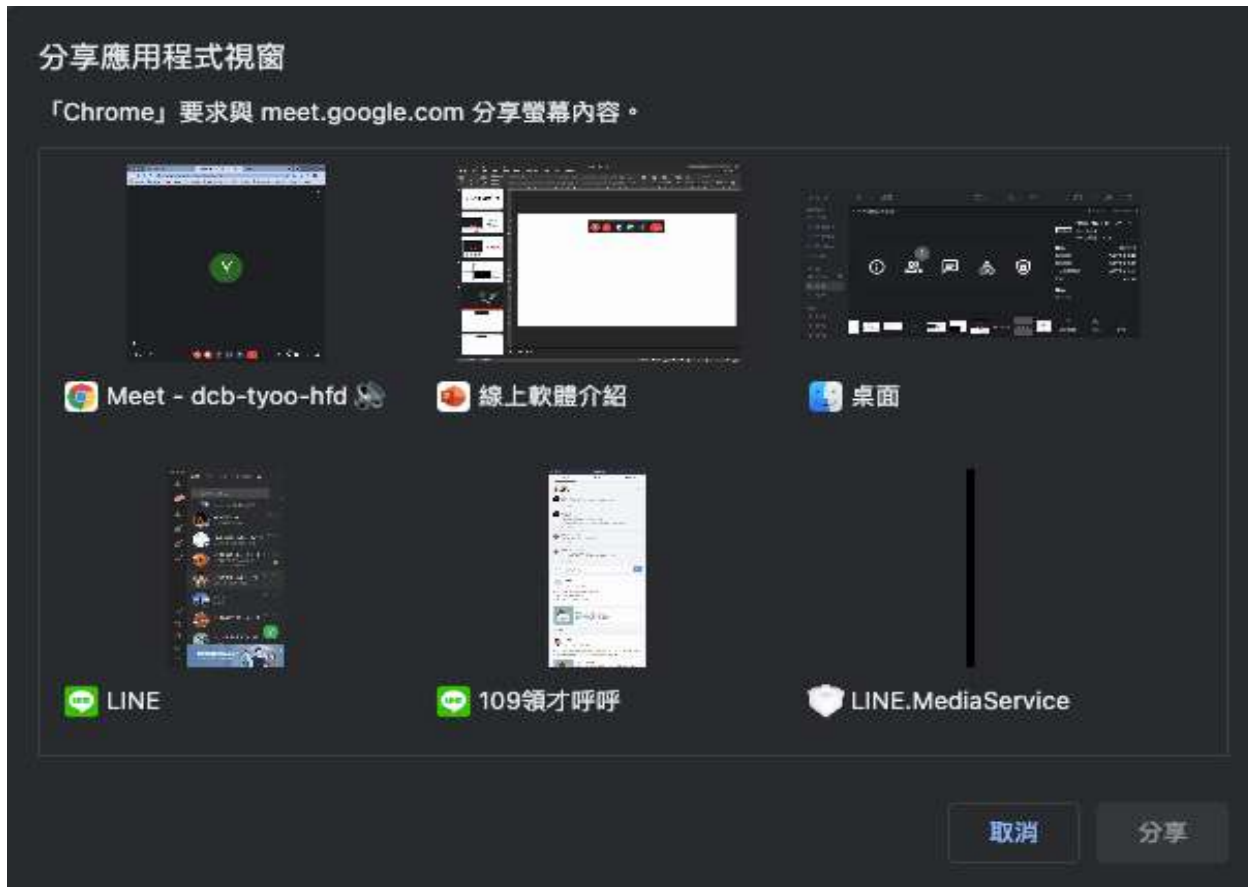 分享應用程式視窗
「Chrome」要求與 meet.google.com 分享螢幕內容。
Y
Meet - dcb-tyoo-hfd
線上軟體介紹
桌面
LINE
109領才呼呼
LINE.MediaService
取消
分享